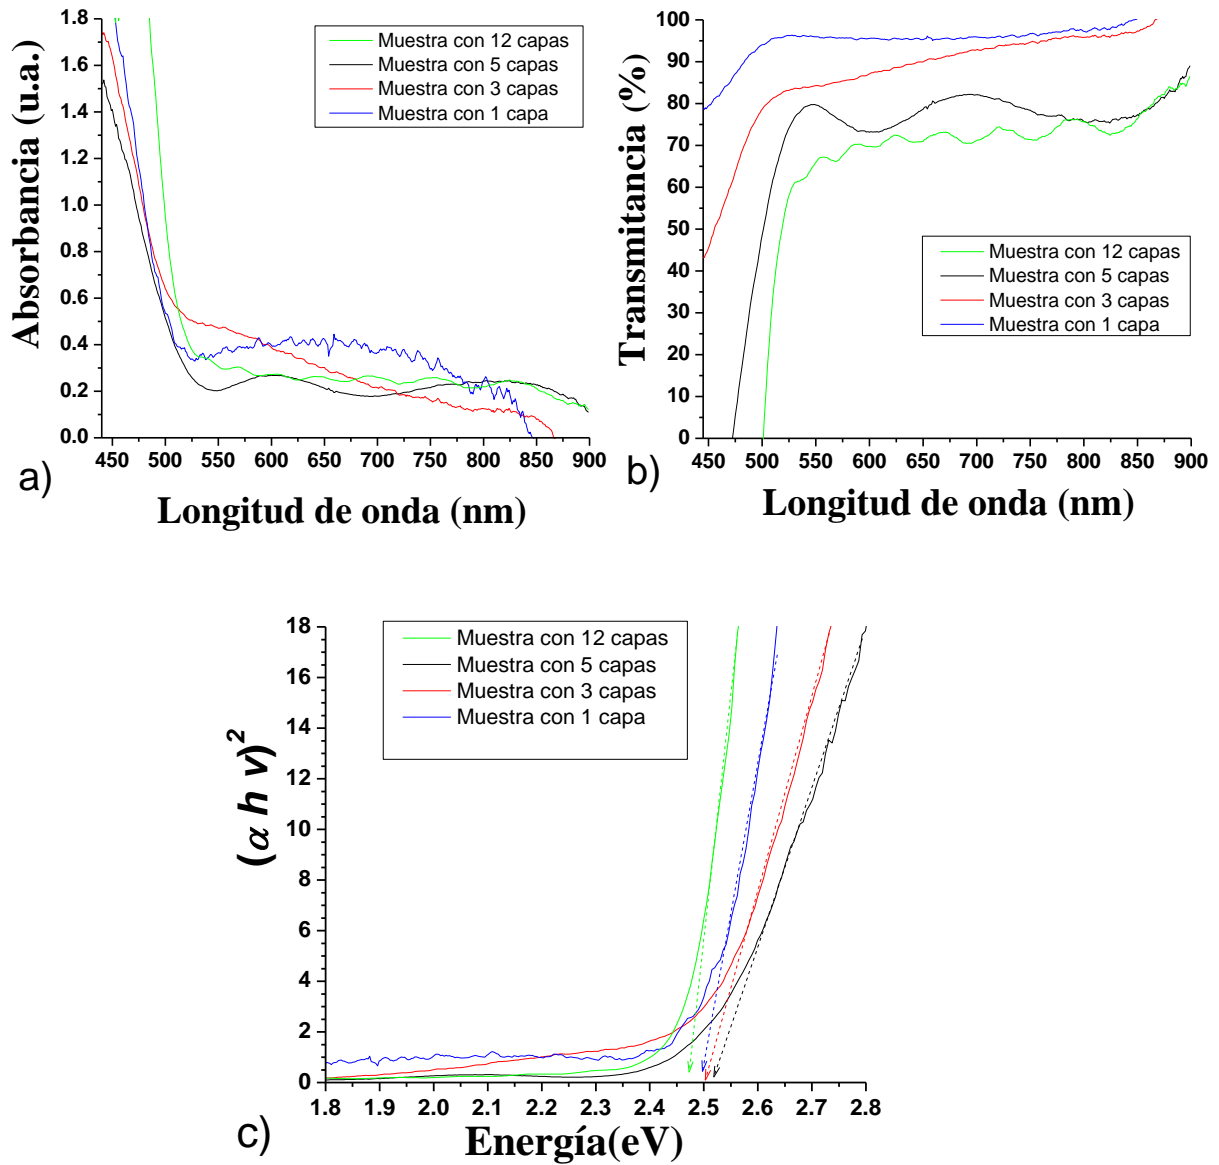 Absorbancia (u.a.)
1.8
1.6
1.4
1.2
1.0
0.8
0.6
0.4
0.2
0.0
Muestra con 12 capas
Muestra con 5 capas
Muestra con 3 capas
Muestra con 1 capa
450 500 550 600 650 700 750 800 850 900
a)
Longitud de onda (nm)
Transmitancia (%)
100
90
80
70
60
50
40
30
20
10
0
Muestra con 12 capas
Muestra con 5 capas
Muestra con 3 capas
Muestra con 1 capa
450 500 550 600 650 700 750 800 850 900
b)
Longitud de onda (nm)
(α h v)²
18
16
14
12
10
8
6
4
2
0
Muestra con 12 capas
Muestra con 5 capas
Muestra con 3 capas
Muestra con 1 capa
1.8 1.9 2.0 2.1 2.2 2.3 2.4 2.5 2.6 2.7 2.8
c)
Energía(eV)